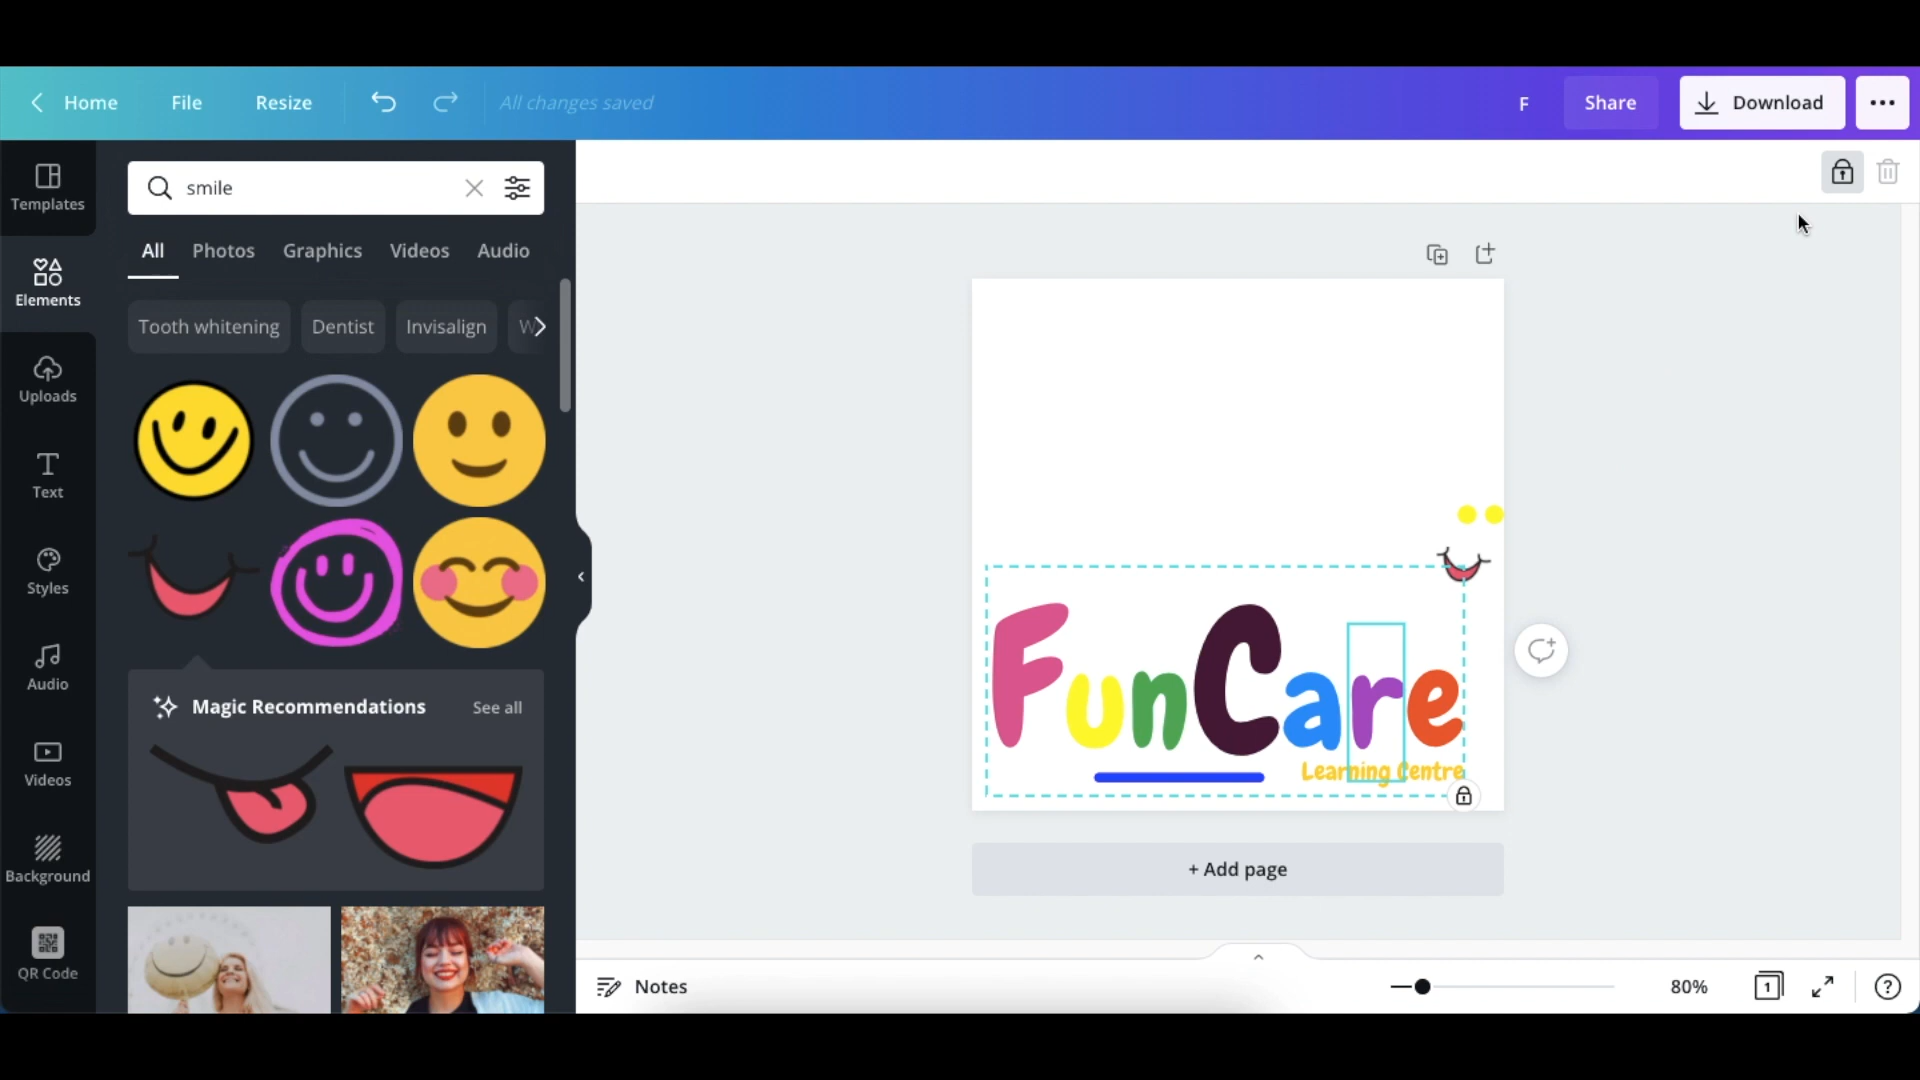 Home File Resize All changes saved F Share Download
smile
Templates
Elements
Uploads
Text
Styles
Audio
Videos
Background
QR Code
All Photos Graphics Videos Audio
Tooth whitening Dentist Invisalign
Magic Recommendations See all
FunCare
Learning Centre
+ Add page
Notes 80% 1 ?